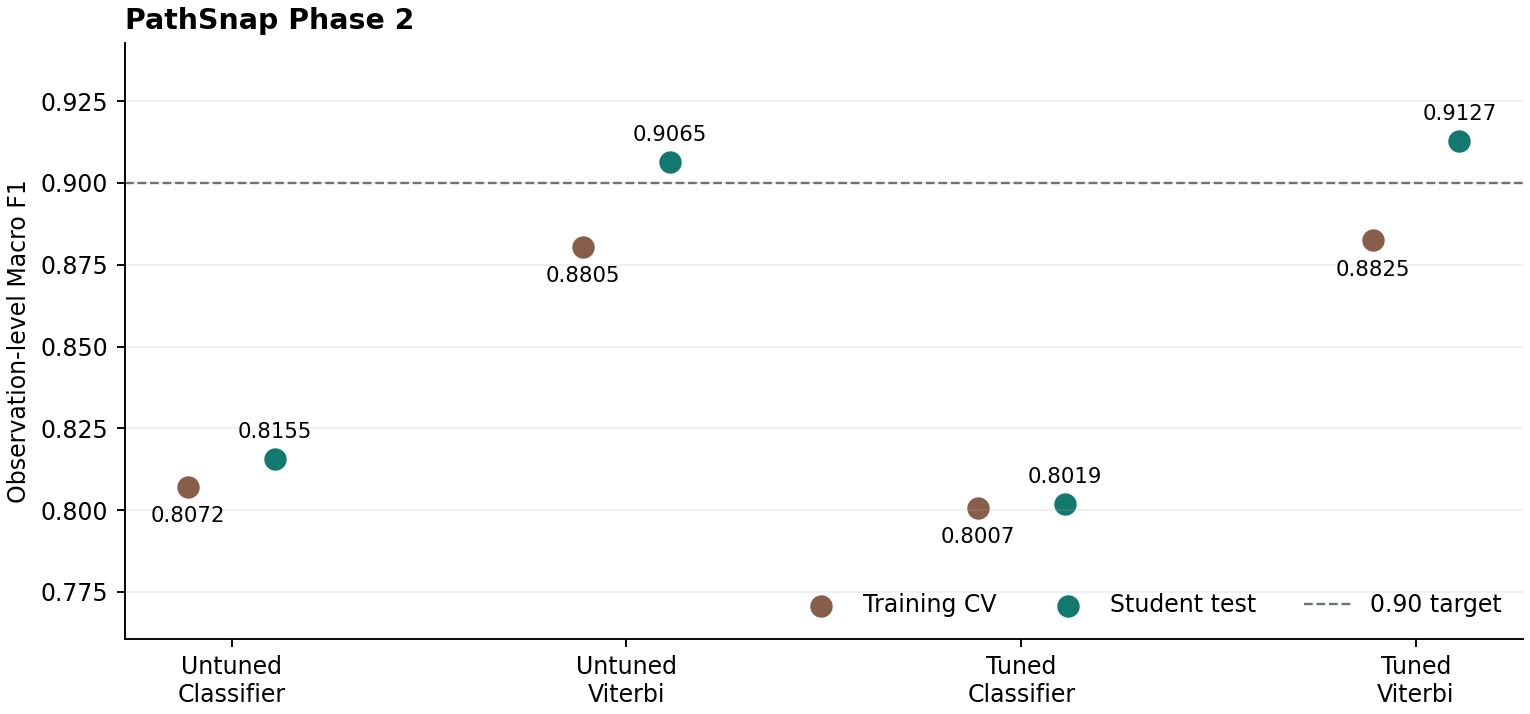 PathSnap Phase 2
Observation-level Macro F1
0.925
0.900
0.875
0.850
0.825
0.800
0.775
0.8072
0.8155
0.8805
0.9065
0.8007
0.8019
0.8825
0.9127
Training CV
Student test
0.90 target
Untuned
Classifier
Untuned
Viterbi
Tuned
Classifier
Tuned
Viterbi